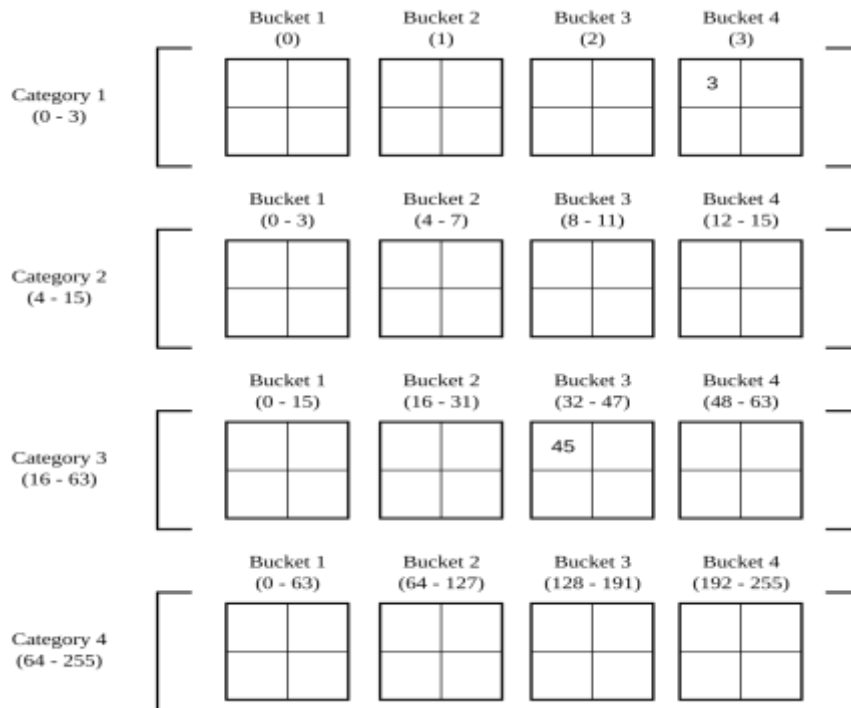 Bucket 1 Bucket 2 Bucket 3 Bucket 4
(0) (1) (2) (3)
Category 1
(0 - 3)
3
Bucket 1 Bucket 2 Bucket 3 Bucket 4
(0 - 3) (4 - 7) (8 - 11) (12 - 15)
Category 2
(4 - 15)
Bucket 1 Bucket 2 Bucket 3 Bucket 4
(0 - 15) (16 - 31) (32 - 47) (48 - 63)
45
Category 3
(16 - 63)
Bucket 1 Bucket 2 Bucket 3 Bucket 4
(0 - 63) (64 - 127) (128 - 191) (192 - 255)
Category 4
(64 - 255)